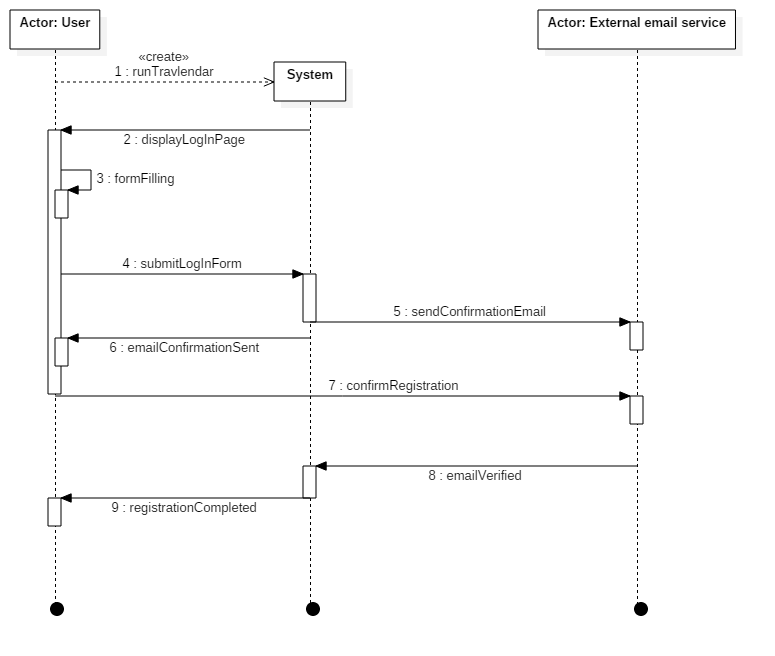 Actor: User
Actor: External email service
«create»
1 : runTravlendar
System
2 : displayLogInPage
3 : formFilling
4 : submitLogInForm
5 : sendConfirmationEmail
6 : emailConfirmationSent
7 : confirmRegistration
8 : emailVerified
9 : registrationCompleted